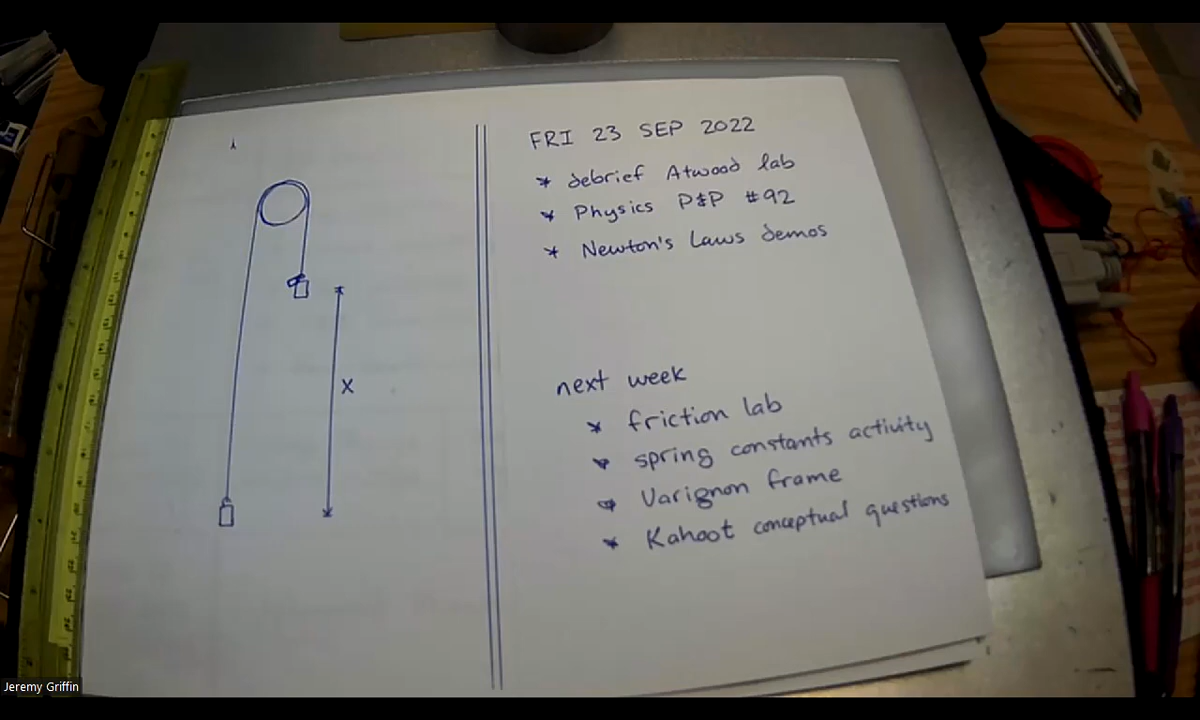 X
FRI 23 SEP 2022
* debrief Atwood lab
* Physics P&P #92
* Newton's Laws demos
next week
* friction lab
* spring constants activity
* Varignon frame
* Kahoot conceptual questions
Jeremy Griffin